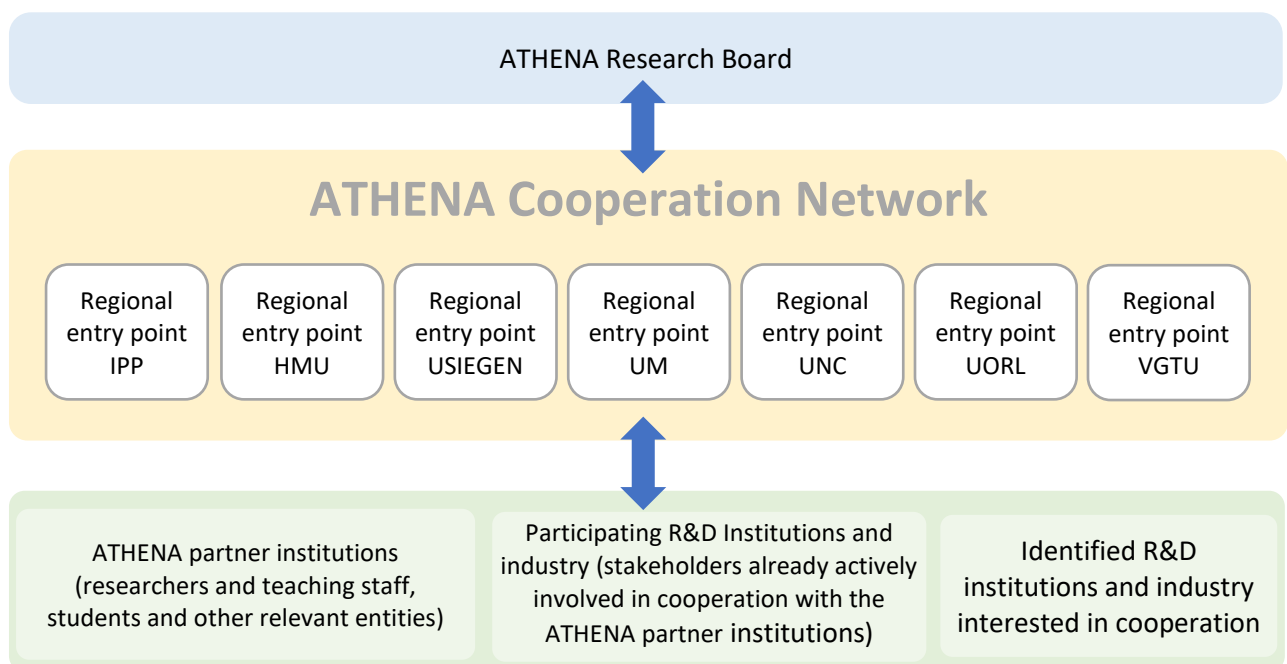 ATHENA Research Board
ATHENA Cooperation Network
Regional
entry point
IPP
Regional
entry point
HMU
Regional
entry point
USIEGEN
Regional
entry point
UM
Regional
entry point
UNC
Regional
entry point
UORL
Regional
entry point
VGTU
ATHENA partner institutions
(researchers and teaching staff,
students and other relevant entities)
Participating R&D Institutions and
industry (stakeholders already actively
involved in cooperation with the
ATHENA partner institutions)
Identified R&D
institutions and industry
interested in cooperation